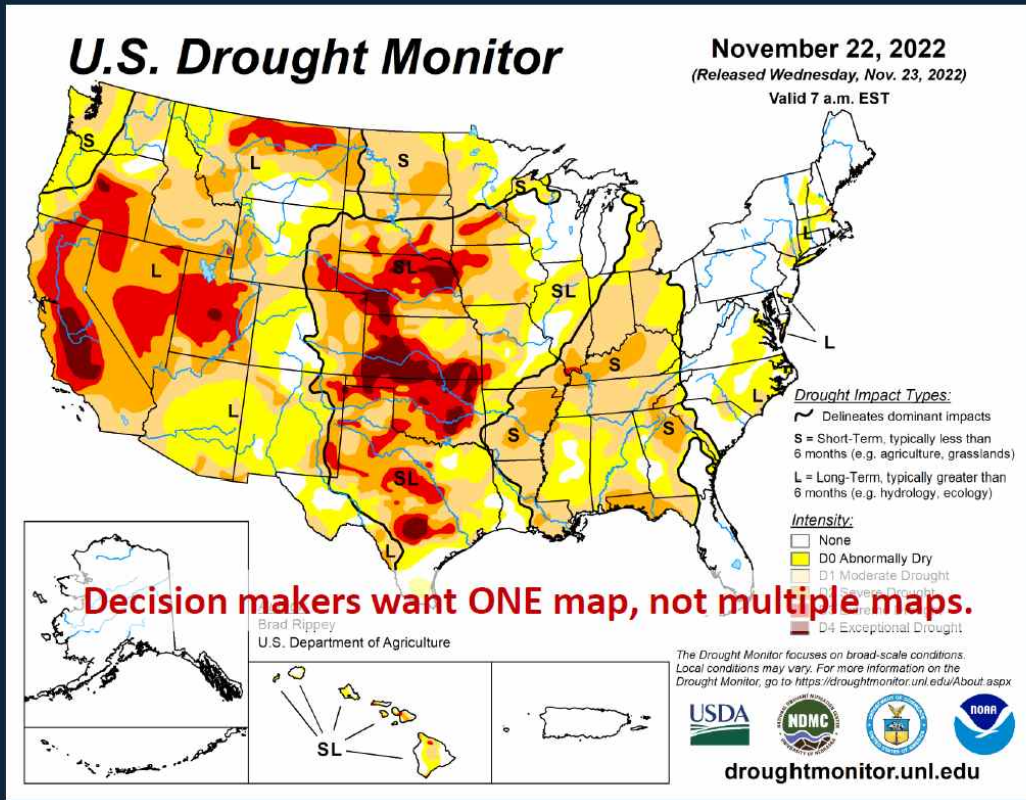 U.S. Drought Monitor
November 22, 2022
(Released Wednesday, Nov. 23, 2022)
Valid 7 a.m. EST
S
L
S
S
L
L
SL
SL
S
S
L
L
L
S
S
SL
L
L
Drought Impact Types:
Delineates dominant impacts
S = Short-Term, typically less than
6 months (e.g. agriculture, grasslands)
L = Long-Term, typically greater than
6 months (e.g. hydrology, ecology)
Intensity:
None
D0 Abnormally Dry
D1 Moderate Drought
D4 Exceptional Drought
Decision makers want ONE map, not multiple maps.
Brad Rippey
U.S. Department of Agriculture
SL
The Drought Monitor focuses on broad-scale conditions.
Local conditions may vary. For more information on the
Drought Monitor, go to https://droughtmonitor.unl.edu/About.aspx
USDA
NDMC
NOAA
droughtmonitor.unl.edu